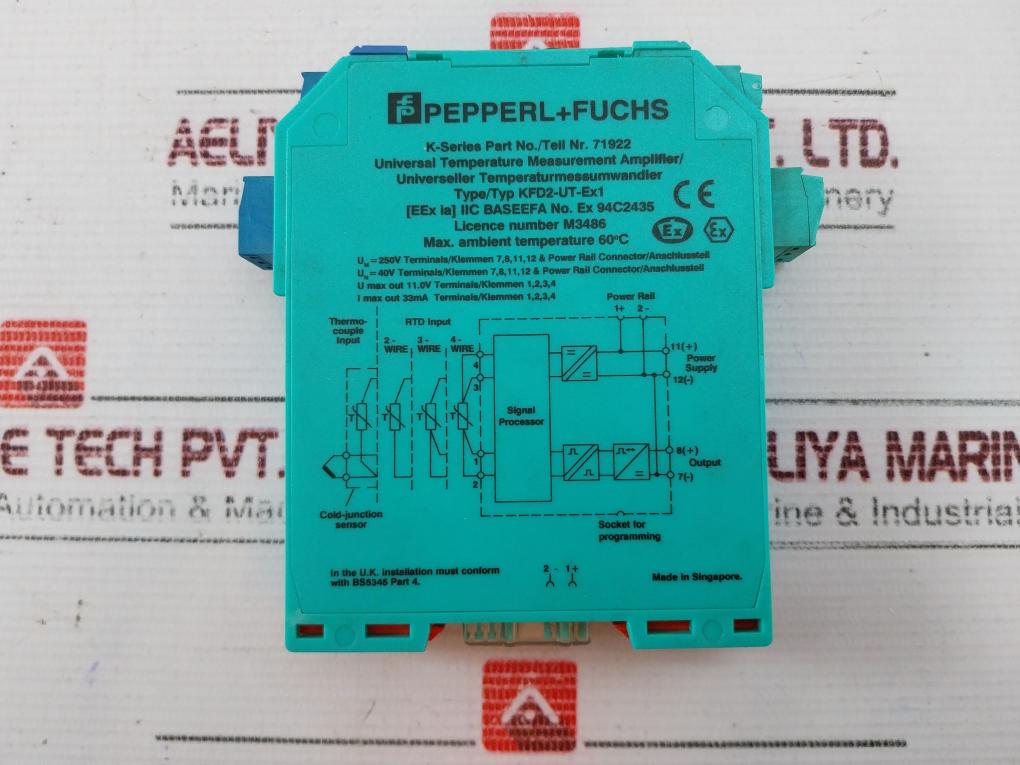 PEPPERL+FUCHS
K-Series Part No./Teil Nr. 71922
Universal Temperature Measurement Amplifier/
Universeller Temperaturmessumwandler
Type/Typ KFD2-UT-Ex1
[EEx ia] IIC BASEEFA No. Ex 94C2435
Licence number M3486
Max. ambient temperature 60°C
CE
Ex
Ex
UM=250V Terminals/Klemmen 7,8,11,12 & Power Rail Connector/Anschlussteil
UN=40V Terminals/Klemmen 7,8,11,12 & Power Rail Connector/Anschlussteil
U max out 11.0V Terminals/Klemmen 1,2,3,4
I max out 33mA Terminals/Klemmen 1,2,3,4
Power Rail
1+ 2 -
Thermo-
couple
Input
RTD Input
2 - 3 - 4 -
WIRE WIRE WIRE
4
3
1
2
T T T T
Signal
Processor
11(+)
Power
Supply
12(-)
8(+)
Output
7(-)
Cold-junction
sensor
Socket for
programming
In the U.K. installation must conform
with BS5345 Part 4.
2 - 1+
Made in Singapore.
AELIY
LTD.
Mari
nery
E TECH PVT.
LIYA MARIN
Automation & Ma
ine & Industrial